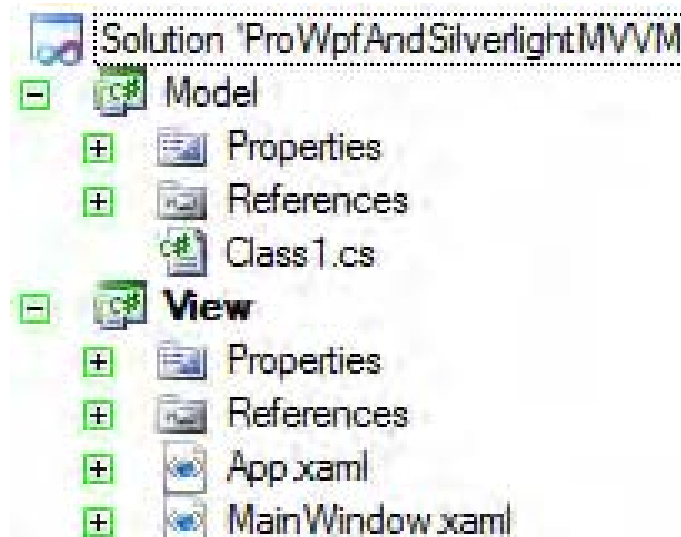 Solution 'ProWpfAndSilverlightMVVM
Model
Properties
References
C# Class1.cs
View
Properties
References
App.xaml
MainWindow.xaml